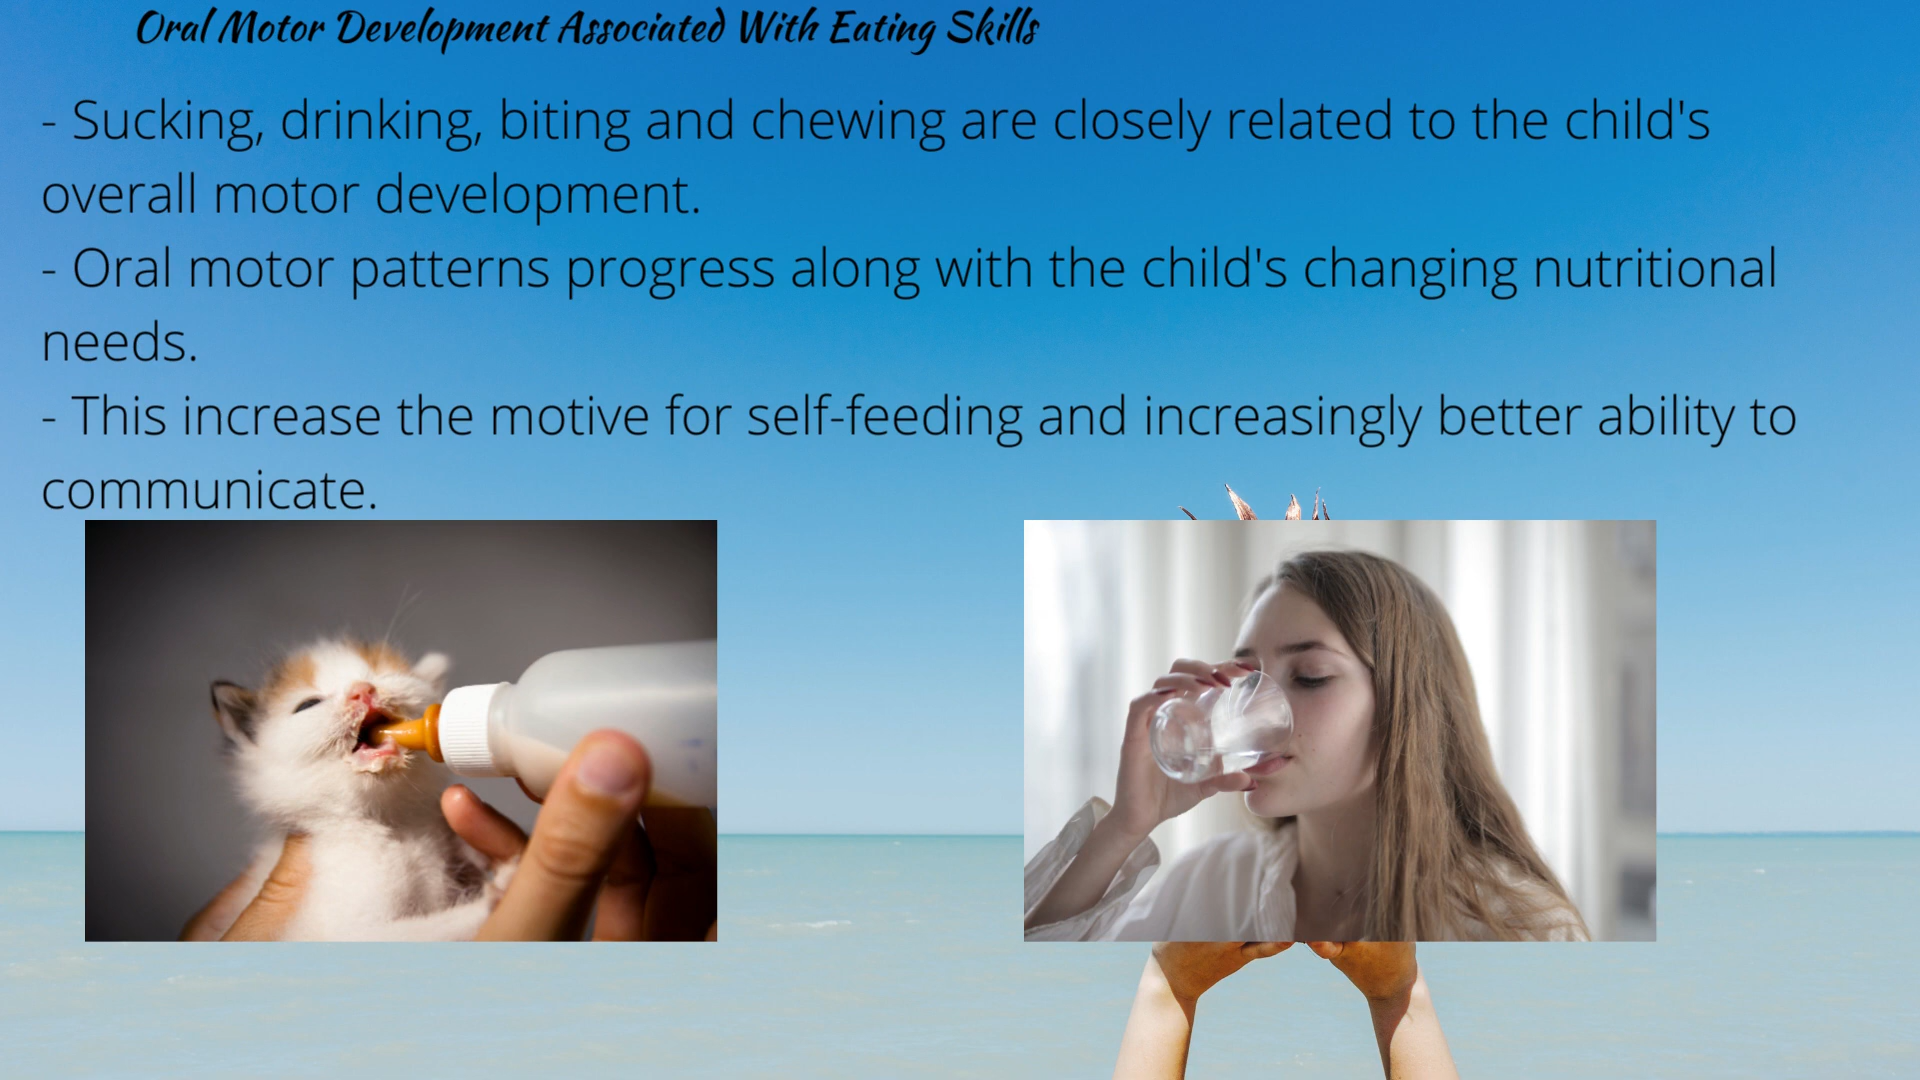 Oral Motor Development Associated With Eating Skills
- Sucking, drinking, biting and chewing are closely related to the child's
overall motor development.
- Oral motor patterns progress along with the child's changing nutritional
needs.
- This increase the motive for self-feeding and increasingly better ability to
communicate.